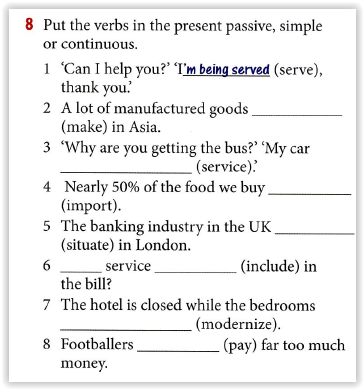 8 Put the verbs in the present passive, simple
or continuous.
1 ‘Can I help you?’ ‘I'm being served (serve),
thank you.’
2 A lot of manufactured goods ____________
(make) in Asia.
3 ‘Why are you getting the bus?’ ‘My car
_________________ (service).’
4 Nearly 50% of the food we buy ___________
(import).
5 The banking industry in the UK __________
(situate) in London.
6 _____ service __________ (include) in
the bill?
7 The hotel is closed while the bedrooms
_________________ (modernize).
8 Footballers __________ (pay) far too much
money.